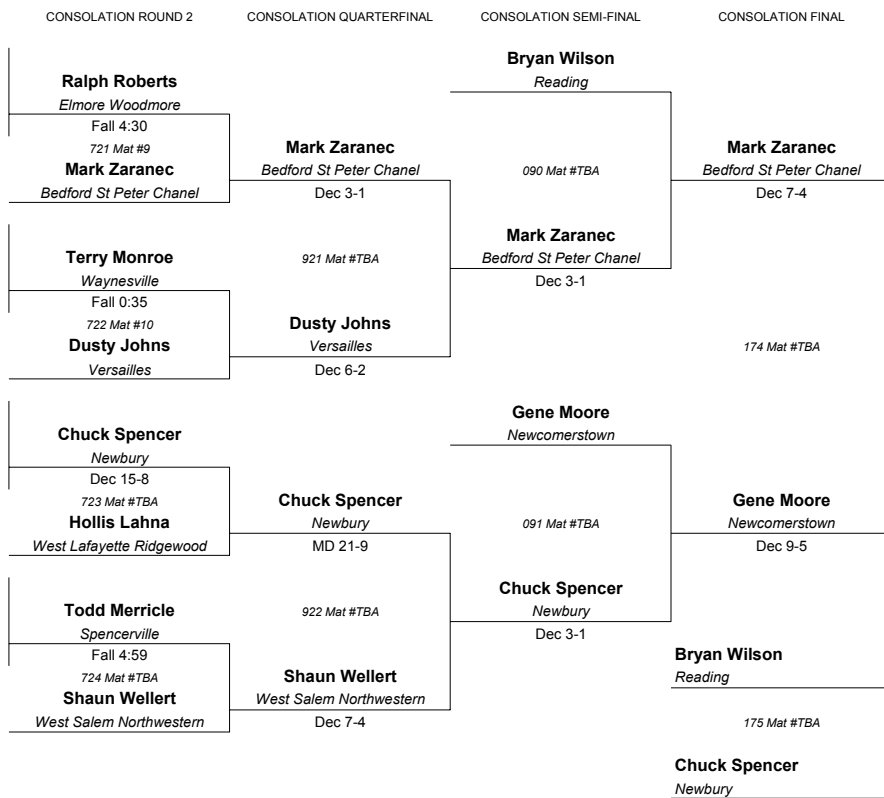 CONSOLATION ROUND 2
CONSOLATION QUARTERFINAL
CONSOLATION SEMI-FINAL
CONSOLATION FINAL
Ralph Roberts
Elmore Woodmore
Fall 4:30
721 Mat #9
Mark Zaranec
Bedford St Peter Chanel
Terry Monroe
Waynesville
Fall 0:35
722 Mat #10
Dusty Johns
Versailles
Chuck Spencer
Newbury
Dec 15-8
723 Mat #TBA
Hollis Lahna
West Lafayette Ridgewood
Todd Merricle
Spencerville
Fall 4:59
724 Mat #TBA
Shaun Wellert
West Salem Northwestern
Mark Zaranec
Bedford St Peter Chanel
Dec 3-1
921 Mat #TBA
Dusty Johns
Versailles
Dec 6-2
Chuck Spencer
Newbury
MD 21-9
922 Mat #TBA
Shaun Wellert
West Salem Northwestern
Dec 7-4
Bryan Wilson
Reading
090 Mat #TBA
Mark Zaranec
Bedford St Peter Chanel
Dec 3-1
Gene Moore
Newcomerstown
091 Mat #TBA
Chuck Spencer
Newbury
Dec 3-1
Mark Zaranec
Bedford St Peter Chanel
Dec 7-4
174 Mat #TBA
Gene Moore
Newcomerstown
Dec 9-5
Bryan Wilson
Reading
175 Mat #TBA
Chuck Spencer
Newbury